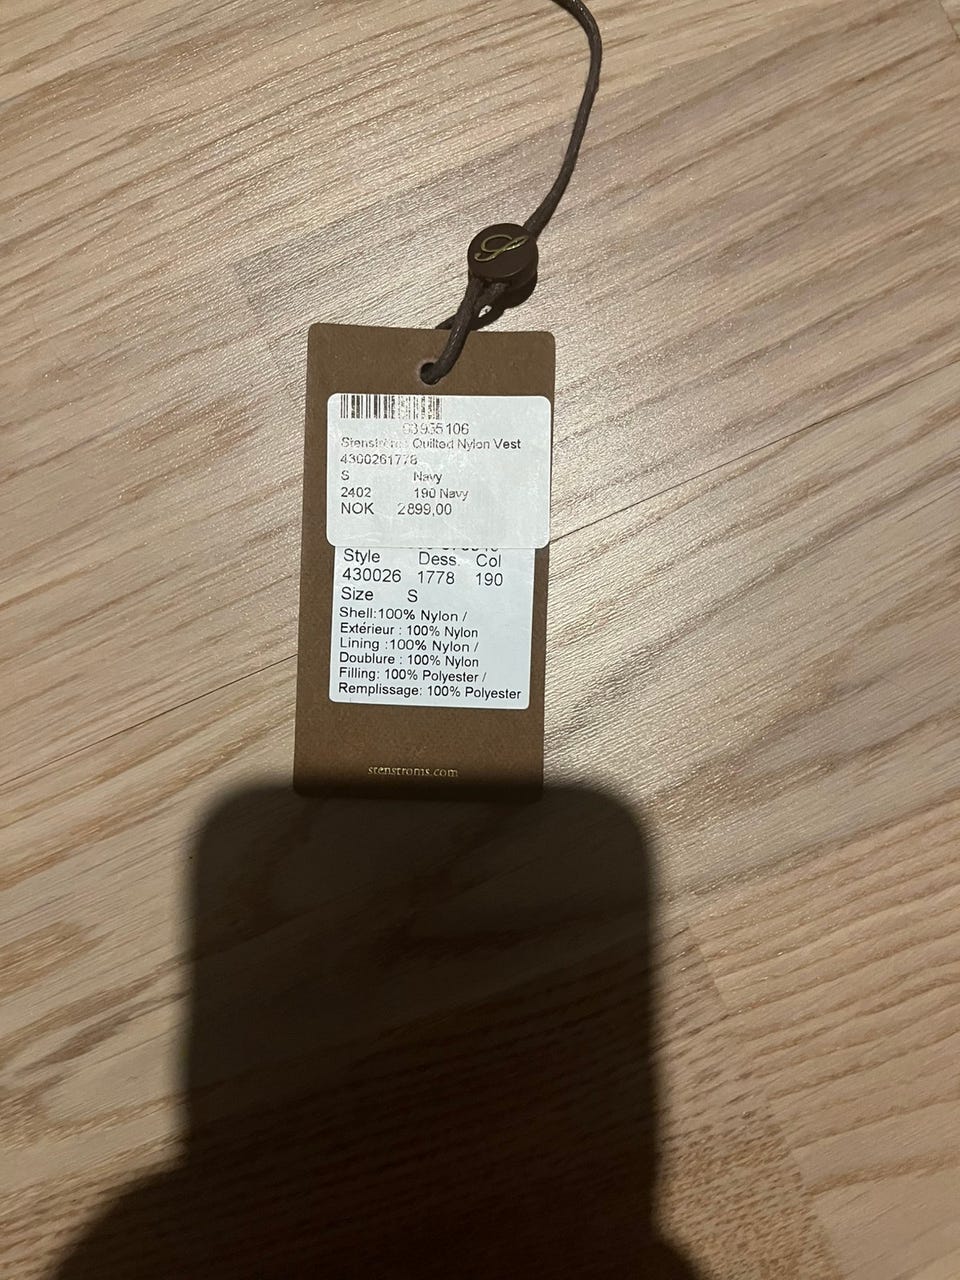 Quilted Nylon Vest
4300261778
S Navy
2402 190 Navy
NOK 2899,00
Style Dess. Col
430026 1778 190
Size S
Shell:100% Nylon /
Extérieur : 100% Nylon
Lining :100% Nylon /
Doublure : 100% Nylon
Filling: 100% Polyester /
Remplissage: 100% Polyester
stenstroms.com